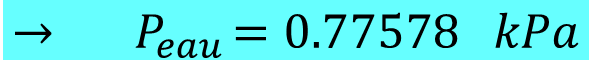 → P_eau = 0.77578 kPa